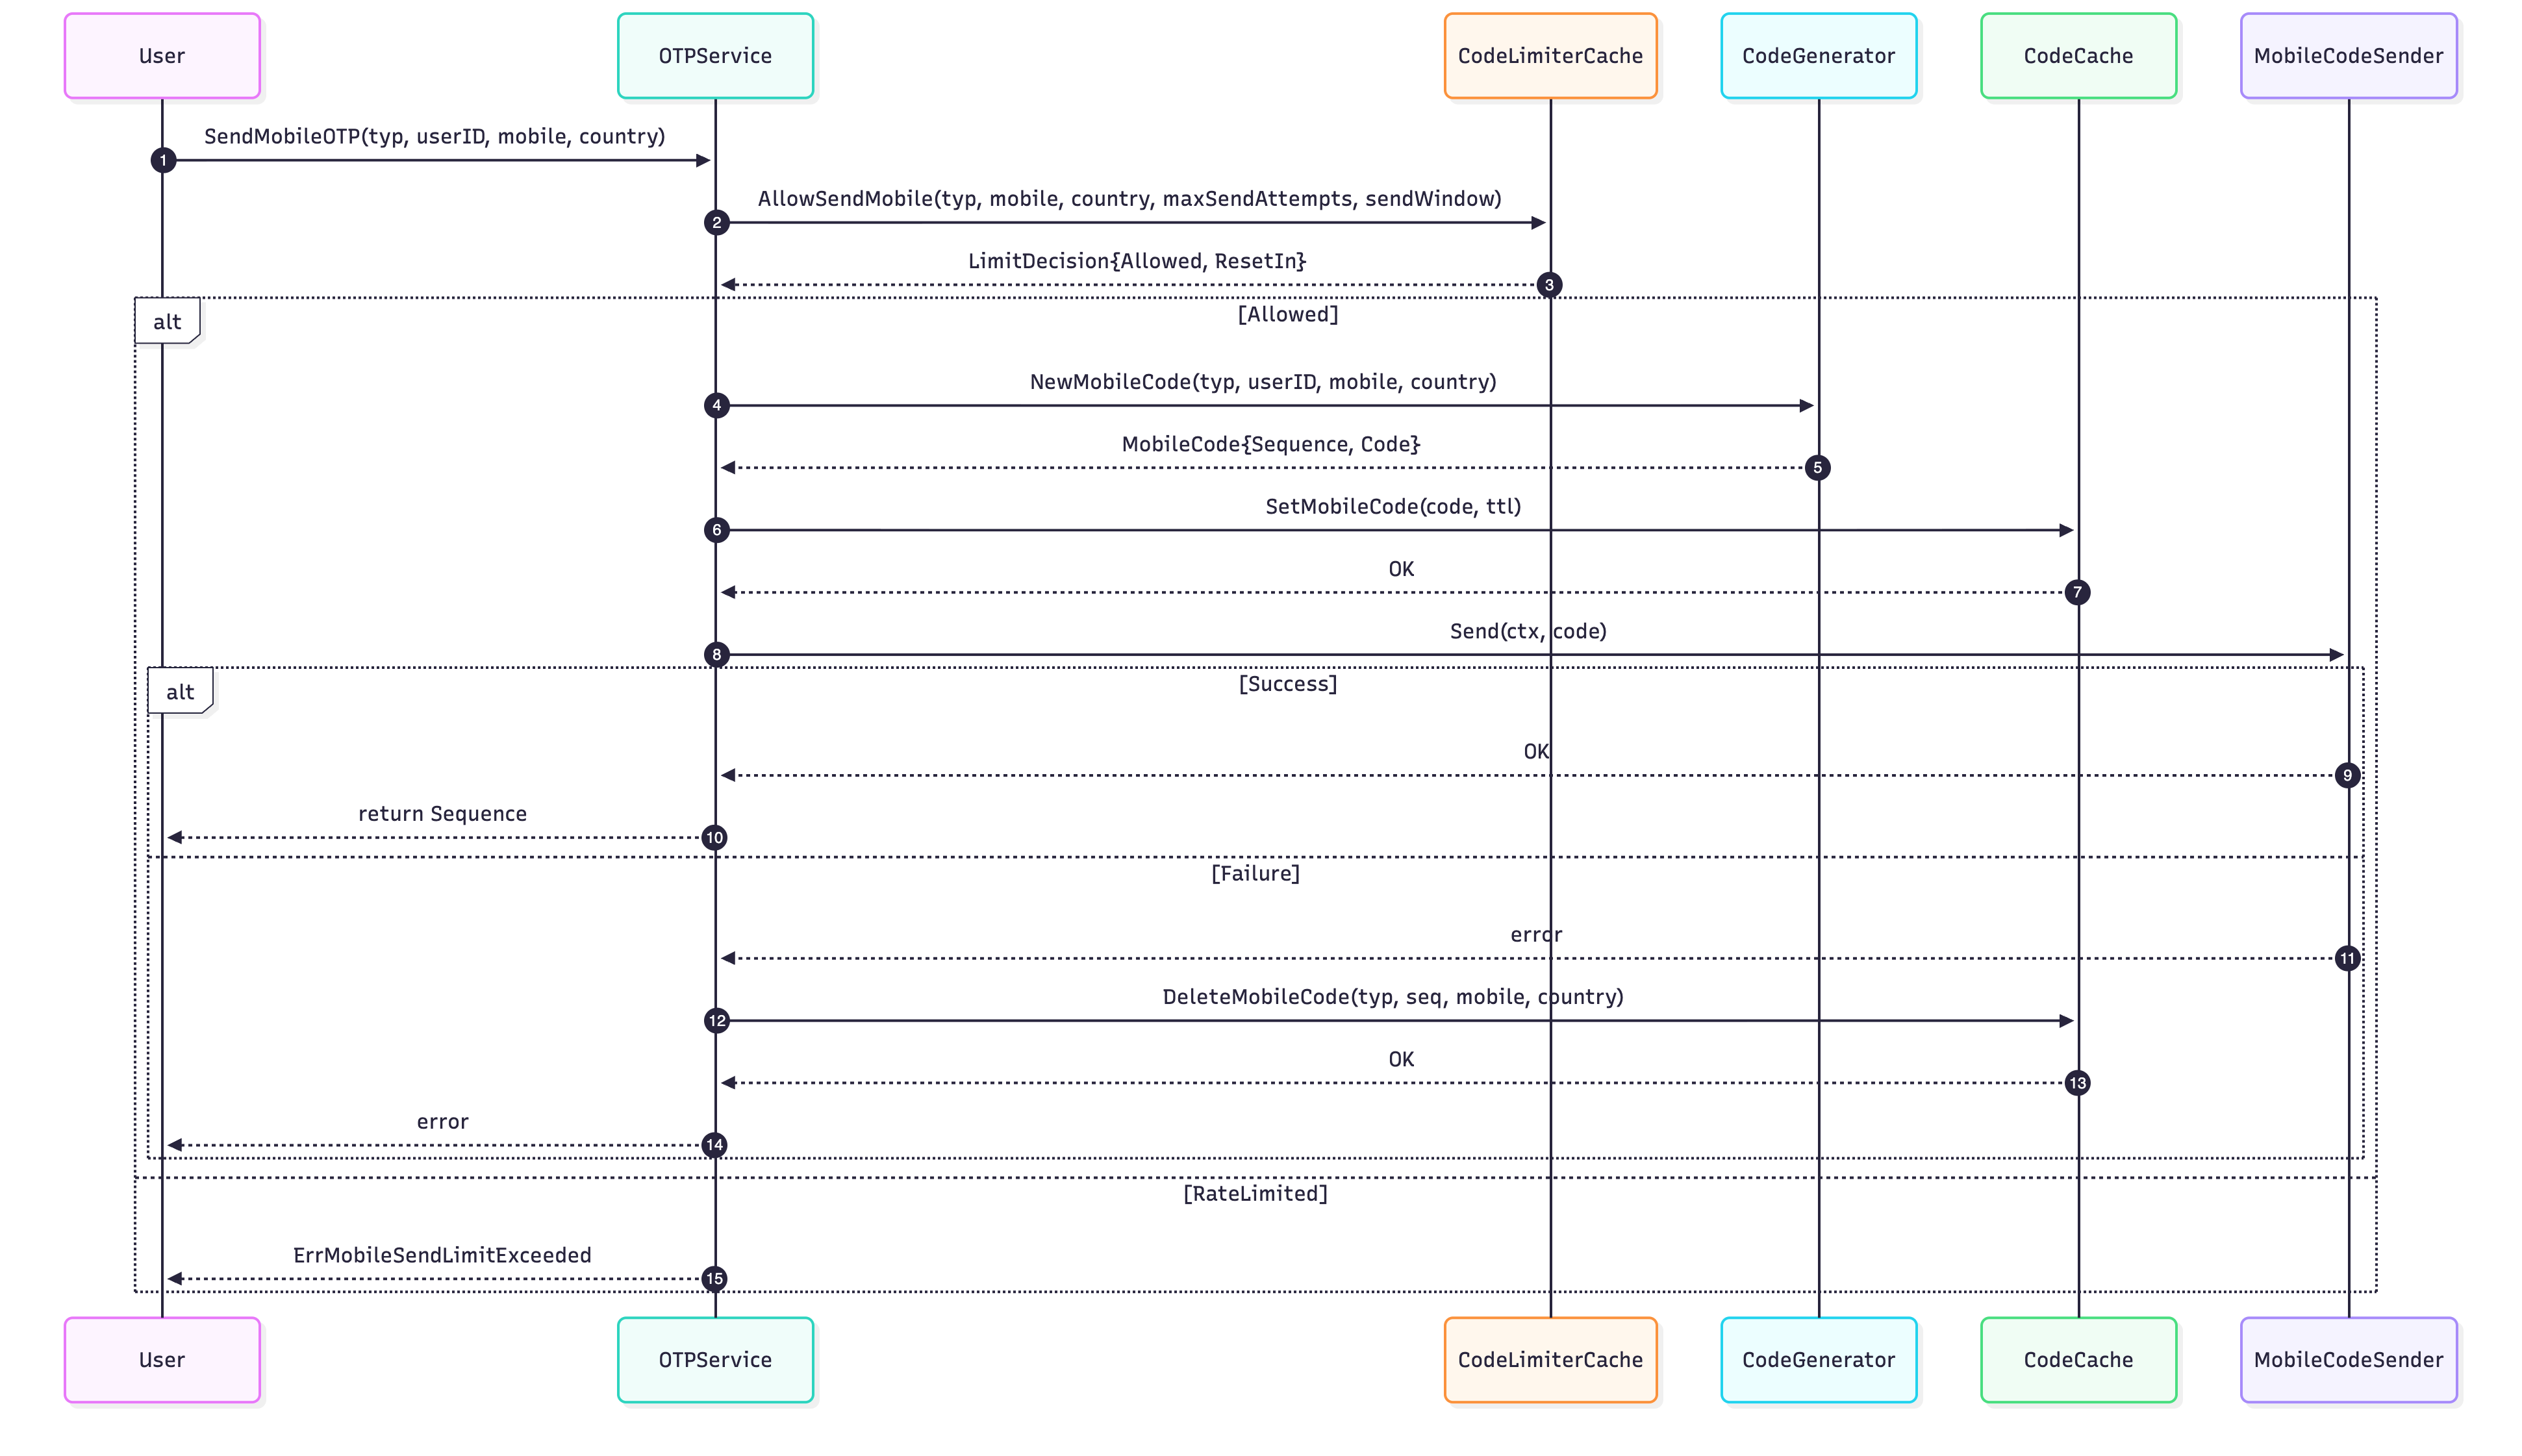 User
OTPService
CodeLimiterCache
CodeGenerator
CodeCache
MobileCodeSender
SendMobileOTP(typ, userID, mobile, country)
1
AllowSendMobile(typ, mobile, country, maxSendAttempts, sendWindow)
2
LimitDecision{Allowed, ResetIn}
3
alt
[Allowed]
NewMobileCode(typ, userID, mobile, country)
4
MobileCode{Sequence, Code}
5
SetMobileCode(code, ttl)
6
OK
7
Send(ctx, code)
8
alt
[Success]
OK
9
return Sequence
10
[Failure]
error
11
DeleteMobileCode(typ, seq, mobile, country)
12
OK
13
error
14
[RateLimited]
ErrMobileSendLimitExceeded
15
User
OTPService
CodeLimiterCache
CodeGenerator
CodeCache
MobileCodeSender